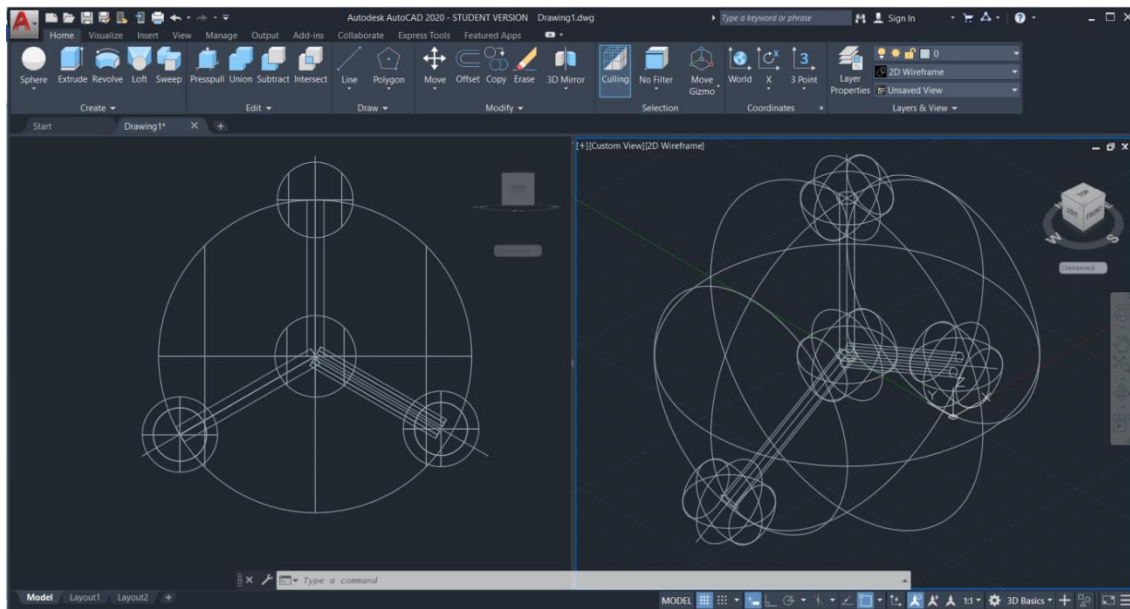 Autodesk AutoCAD 2020 - STUDENT VERSION Drawing1.dwg
Type a keyword or phrase
Sign In
Home Visualize Insert View Manage Output Add-ins Collaborate Express Tools Featured Apps
Sphere Extrude Revolve Loft Sweep Presspull Union Subtract Intersect Line Polygon Move Offset Copy Erase 3D Mirror Culling No Filter Move Gizmo World X 3 Point Layer Properties
0
2D Wireframe
Unsaved View
Create Edit Draw Modify Selection Coordinates Layers & View
Start Drawing1*
[+][Custom View][2D Wireframe]
TOP
TOP
LEFT FRONT
W S
Unnamed
Z
Y X
Type a command
Model Layout1 Layout2 +
MODEL 1:1 3D Basics